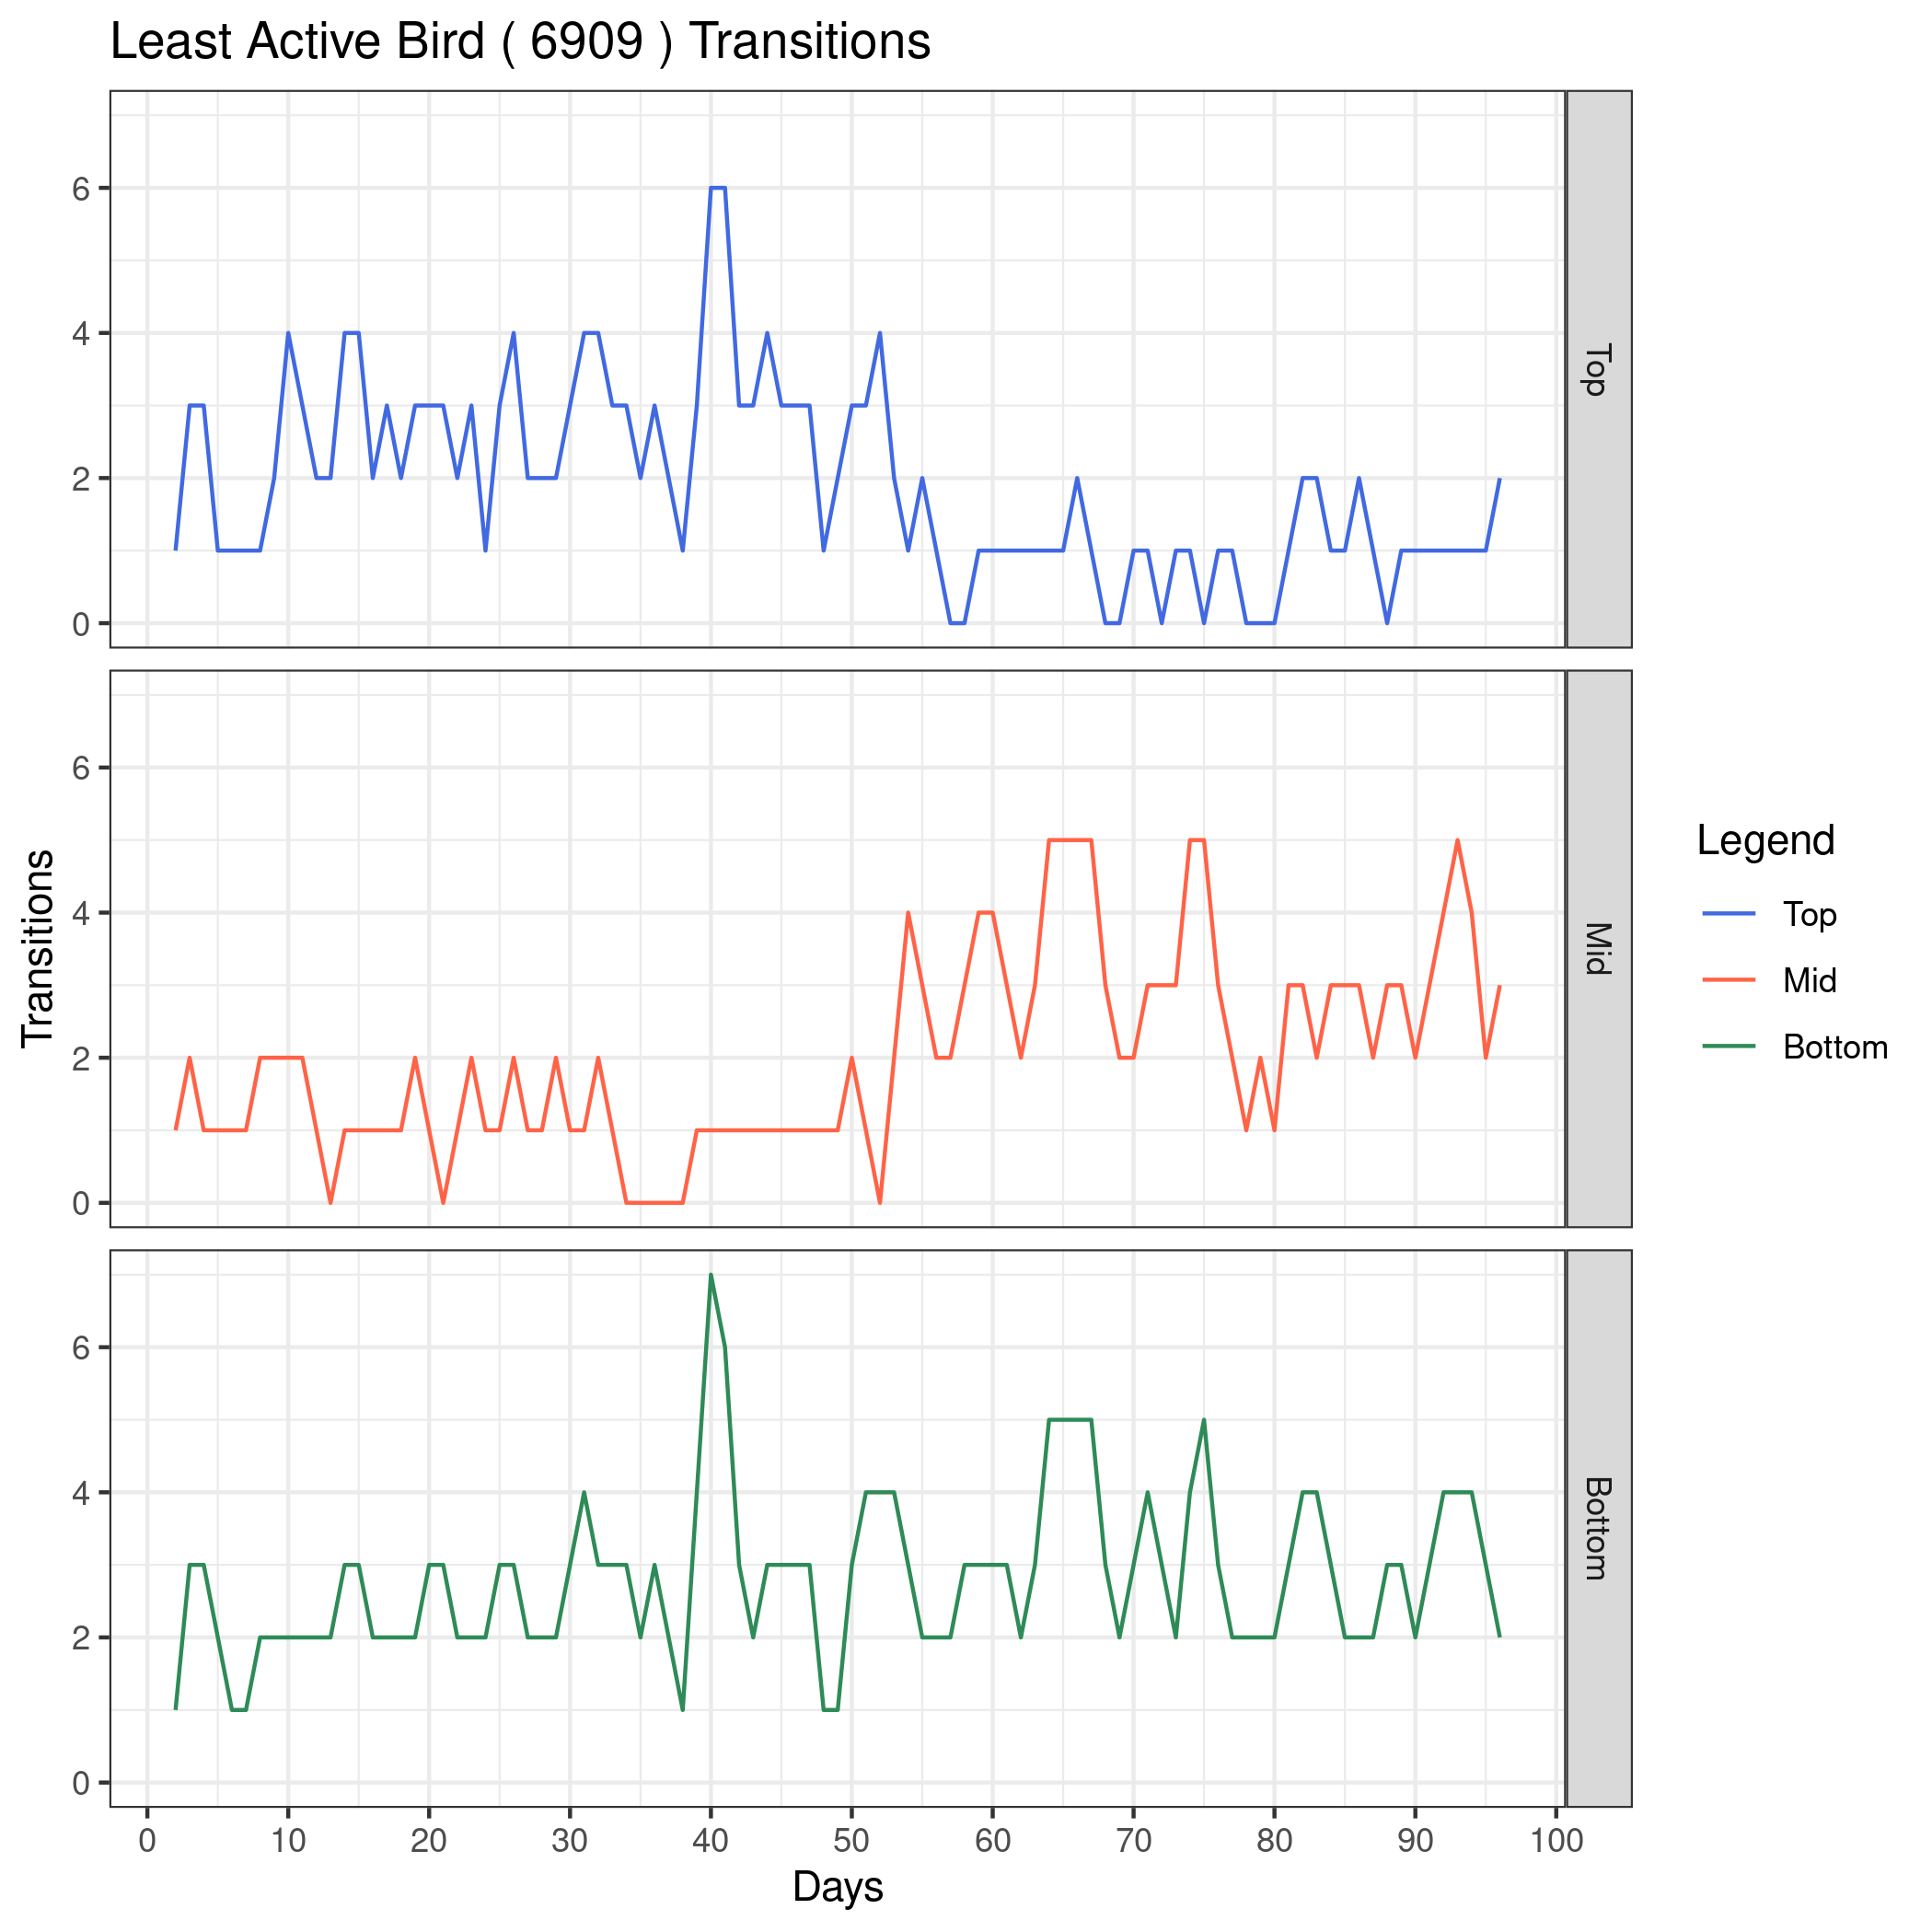 Least Active Bird ( 6909 ) Transitions
6
4
2
0
Top
6
4
2
0
Mid
6
4
2
0
Bottom
Transitions
0 10 20 30 40 50 60 70 80 90 100
Days
Legend
Top
Mid
Bottom